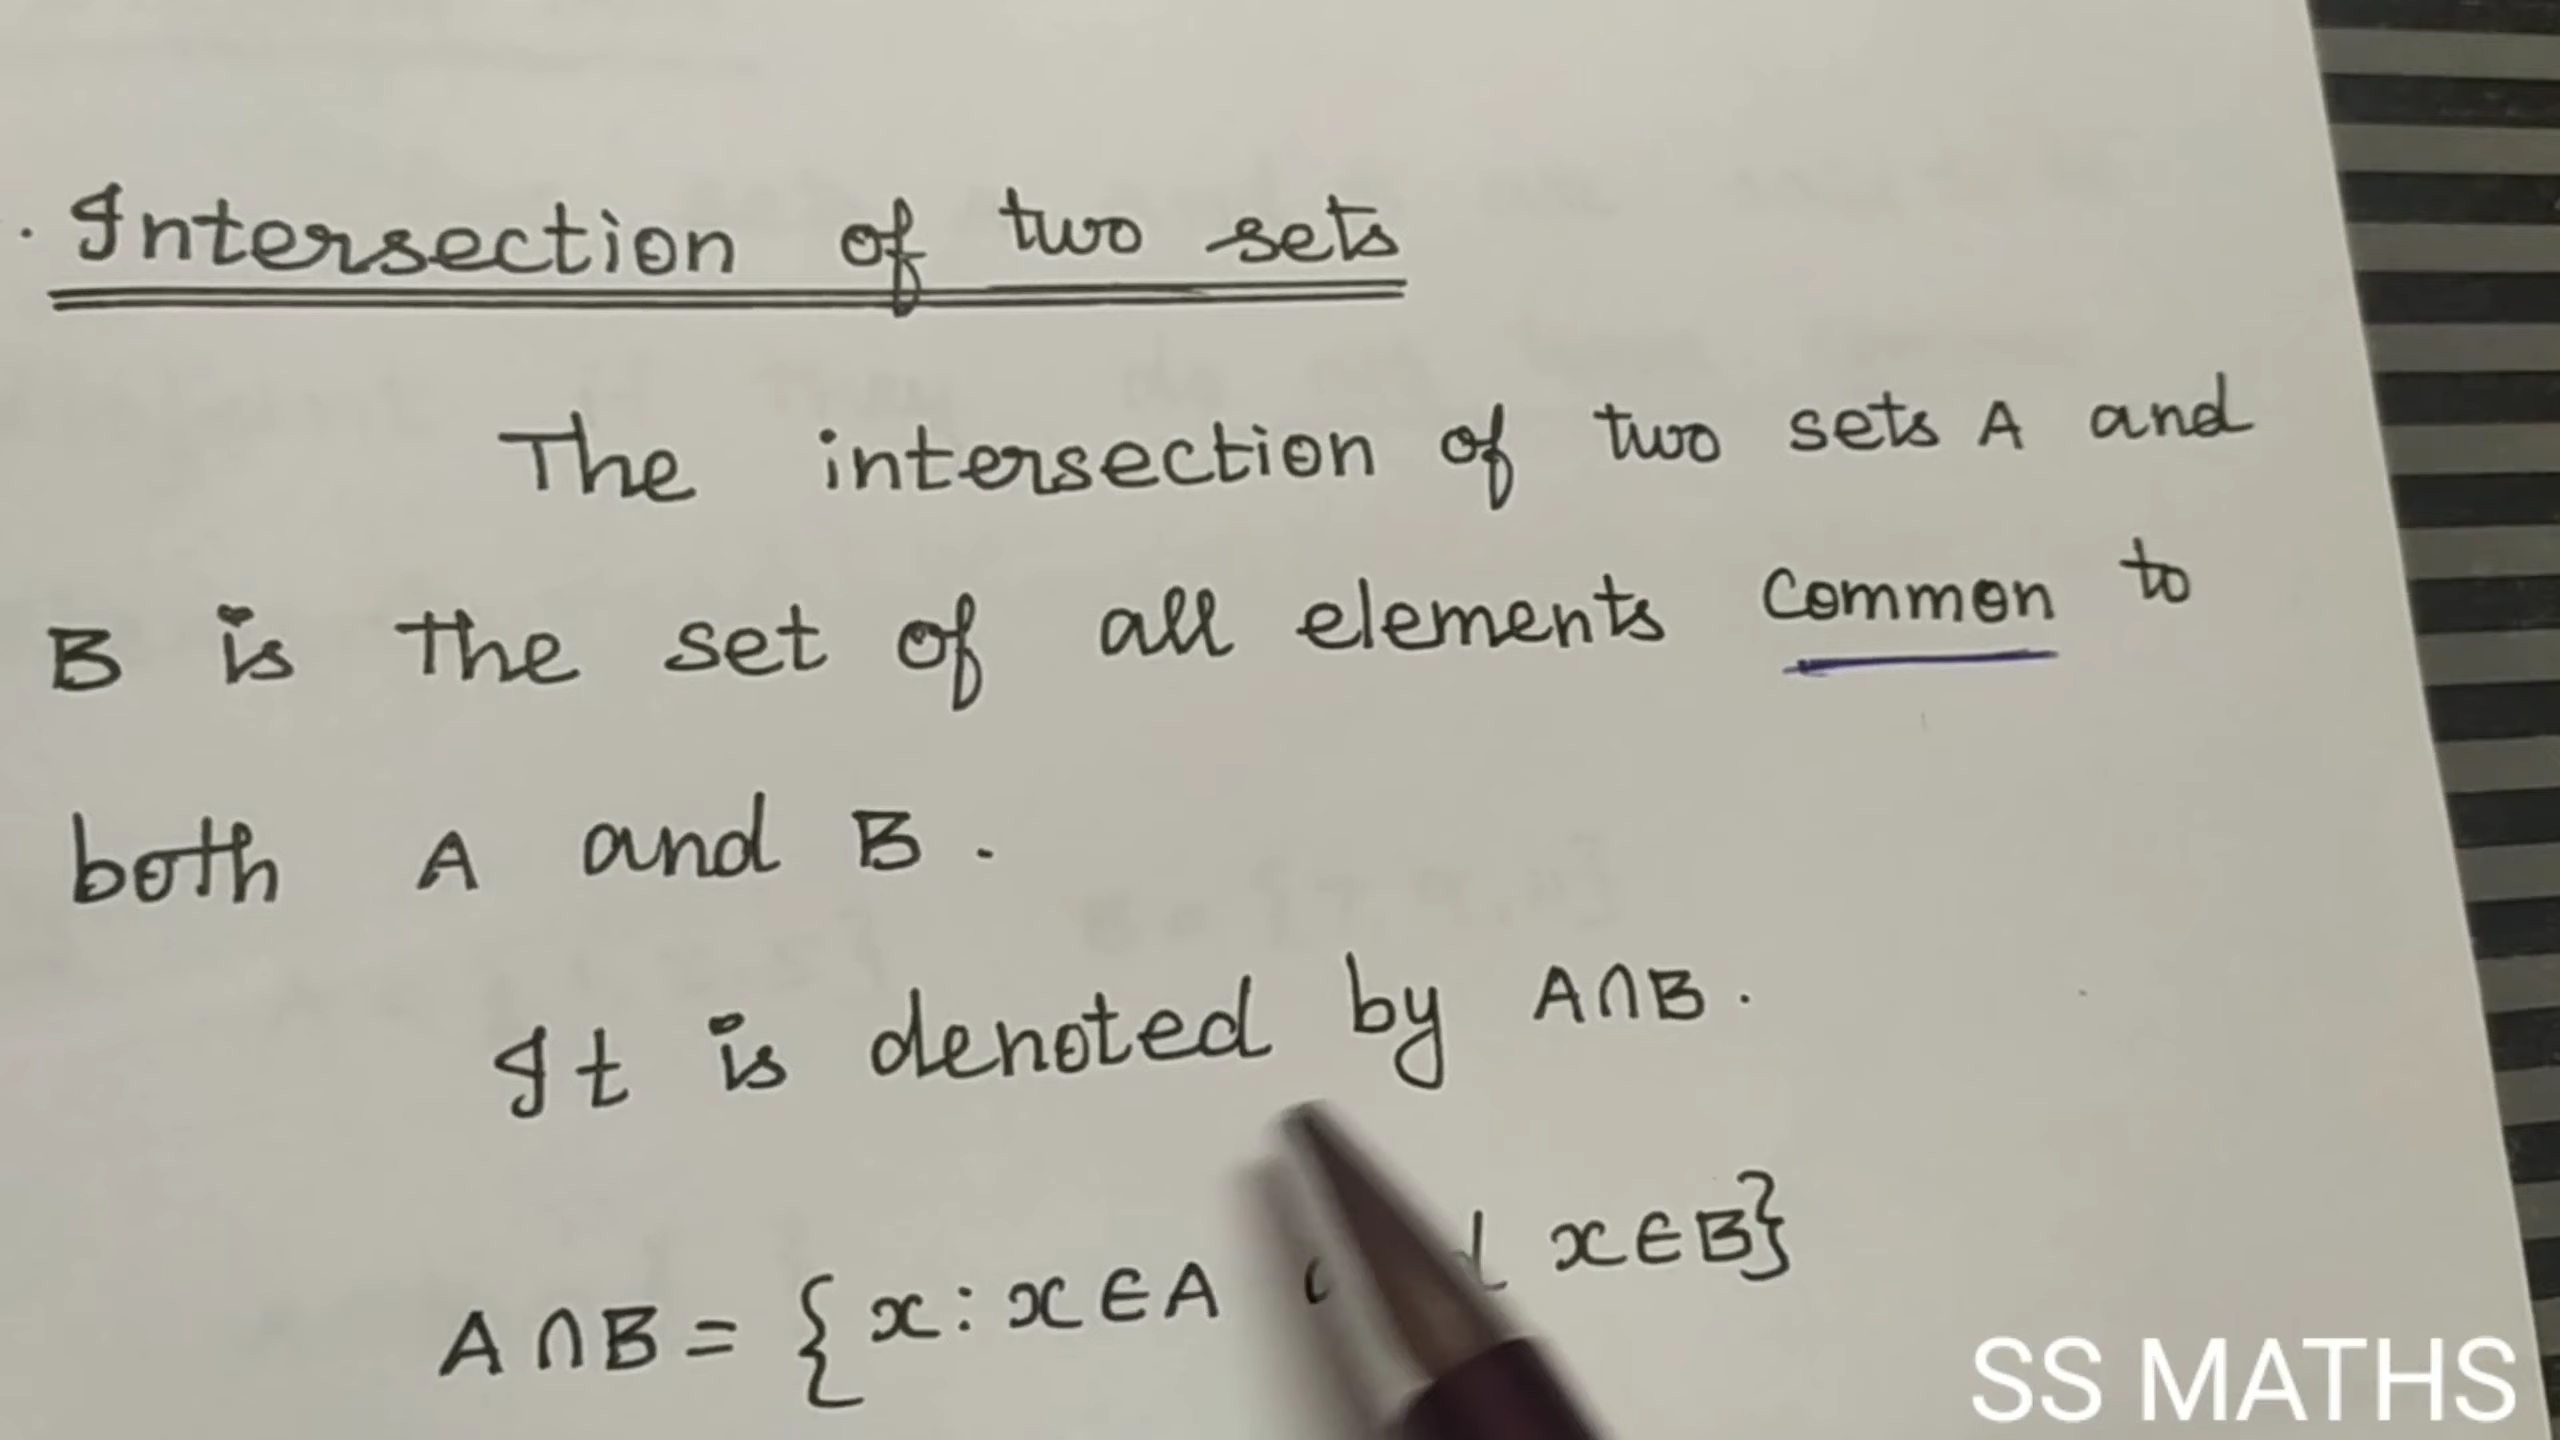 Intersection of two sets
The intersection of two sets A and
B is the set of all elements common to
both A and B.
It is denoted by A∩B.
A∩B = {x: x∈A x∈B}
SS MATHS